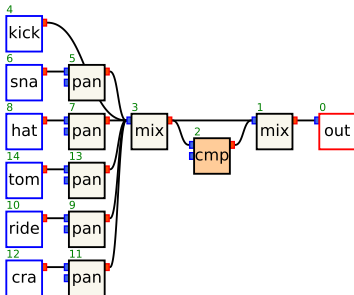 4
kick
6 5
sna pan
8 7 3 1 0
hat pan mix mix out
2
cmp
14 13
tom pan
10 9
ride pan
12 11
cra pan